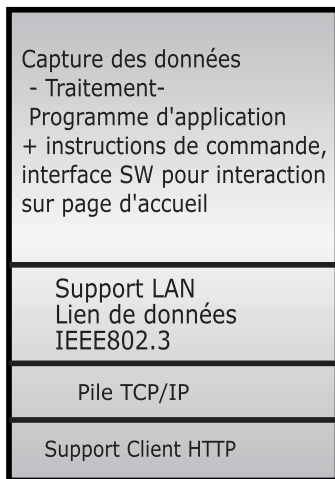 Capture des données
- Traitement-
Programme d'application
+ instructions de commande,
interface SW pour interaction
sur page d'accueil
Support LAN
Lien de données
IEEE802.3
Pile TCP/IP
Support Client HTTP